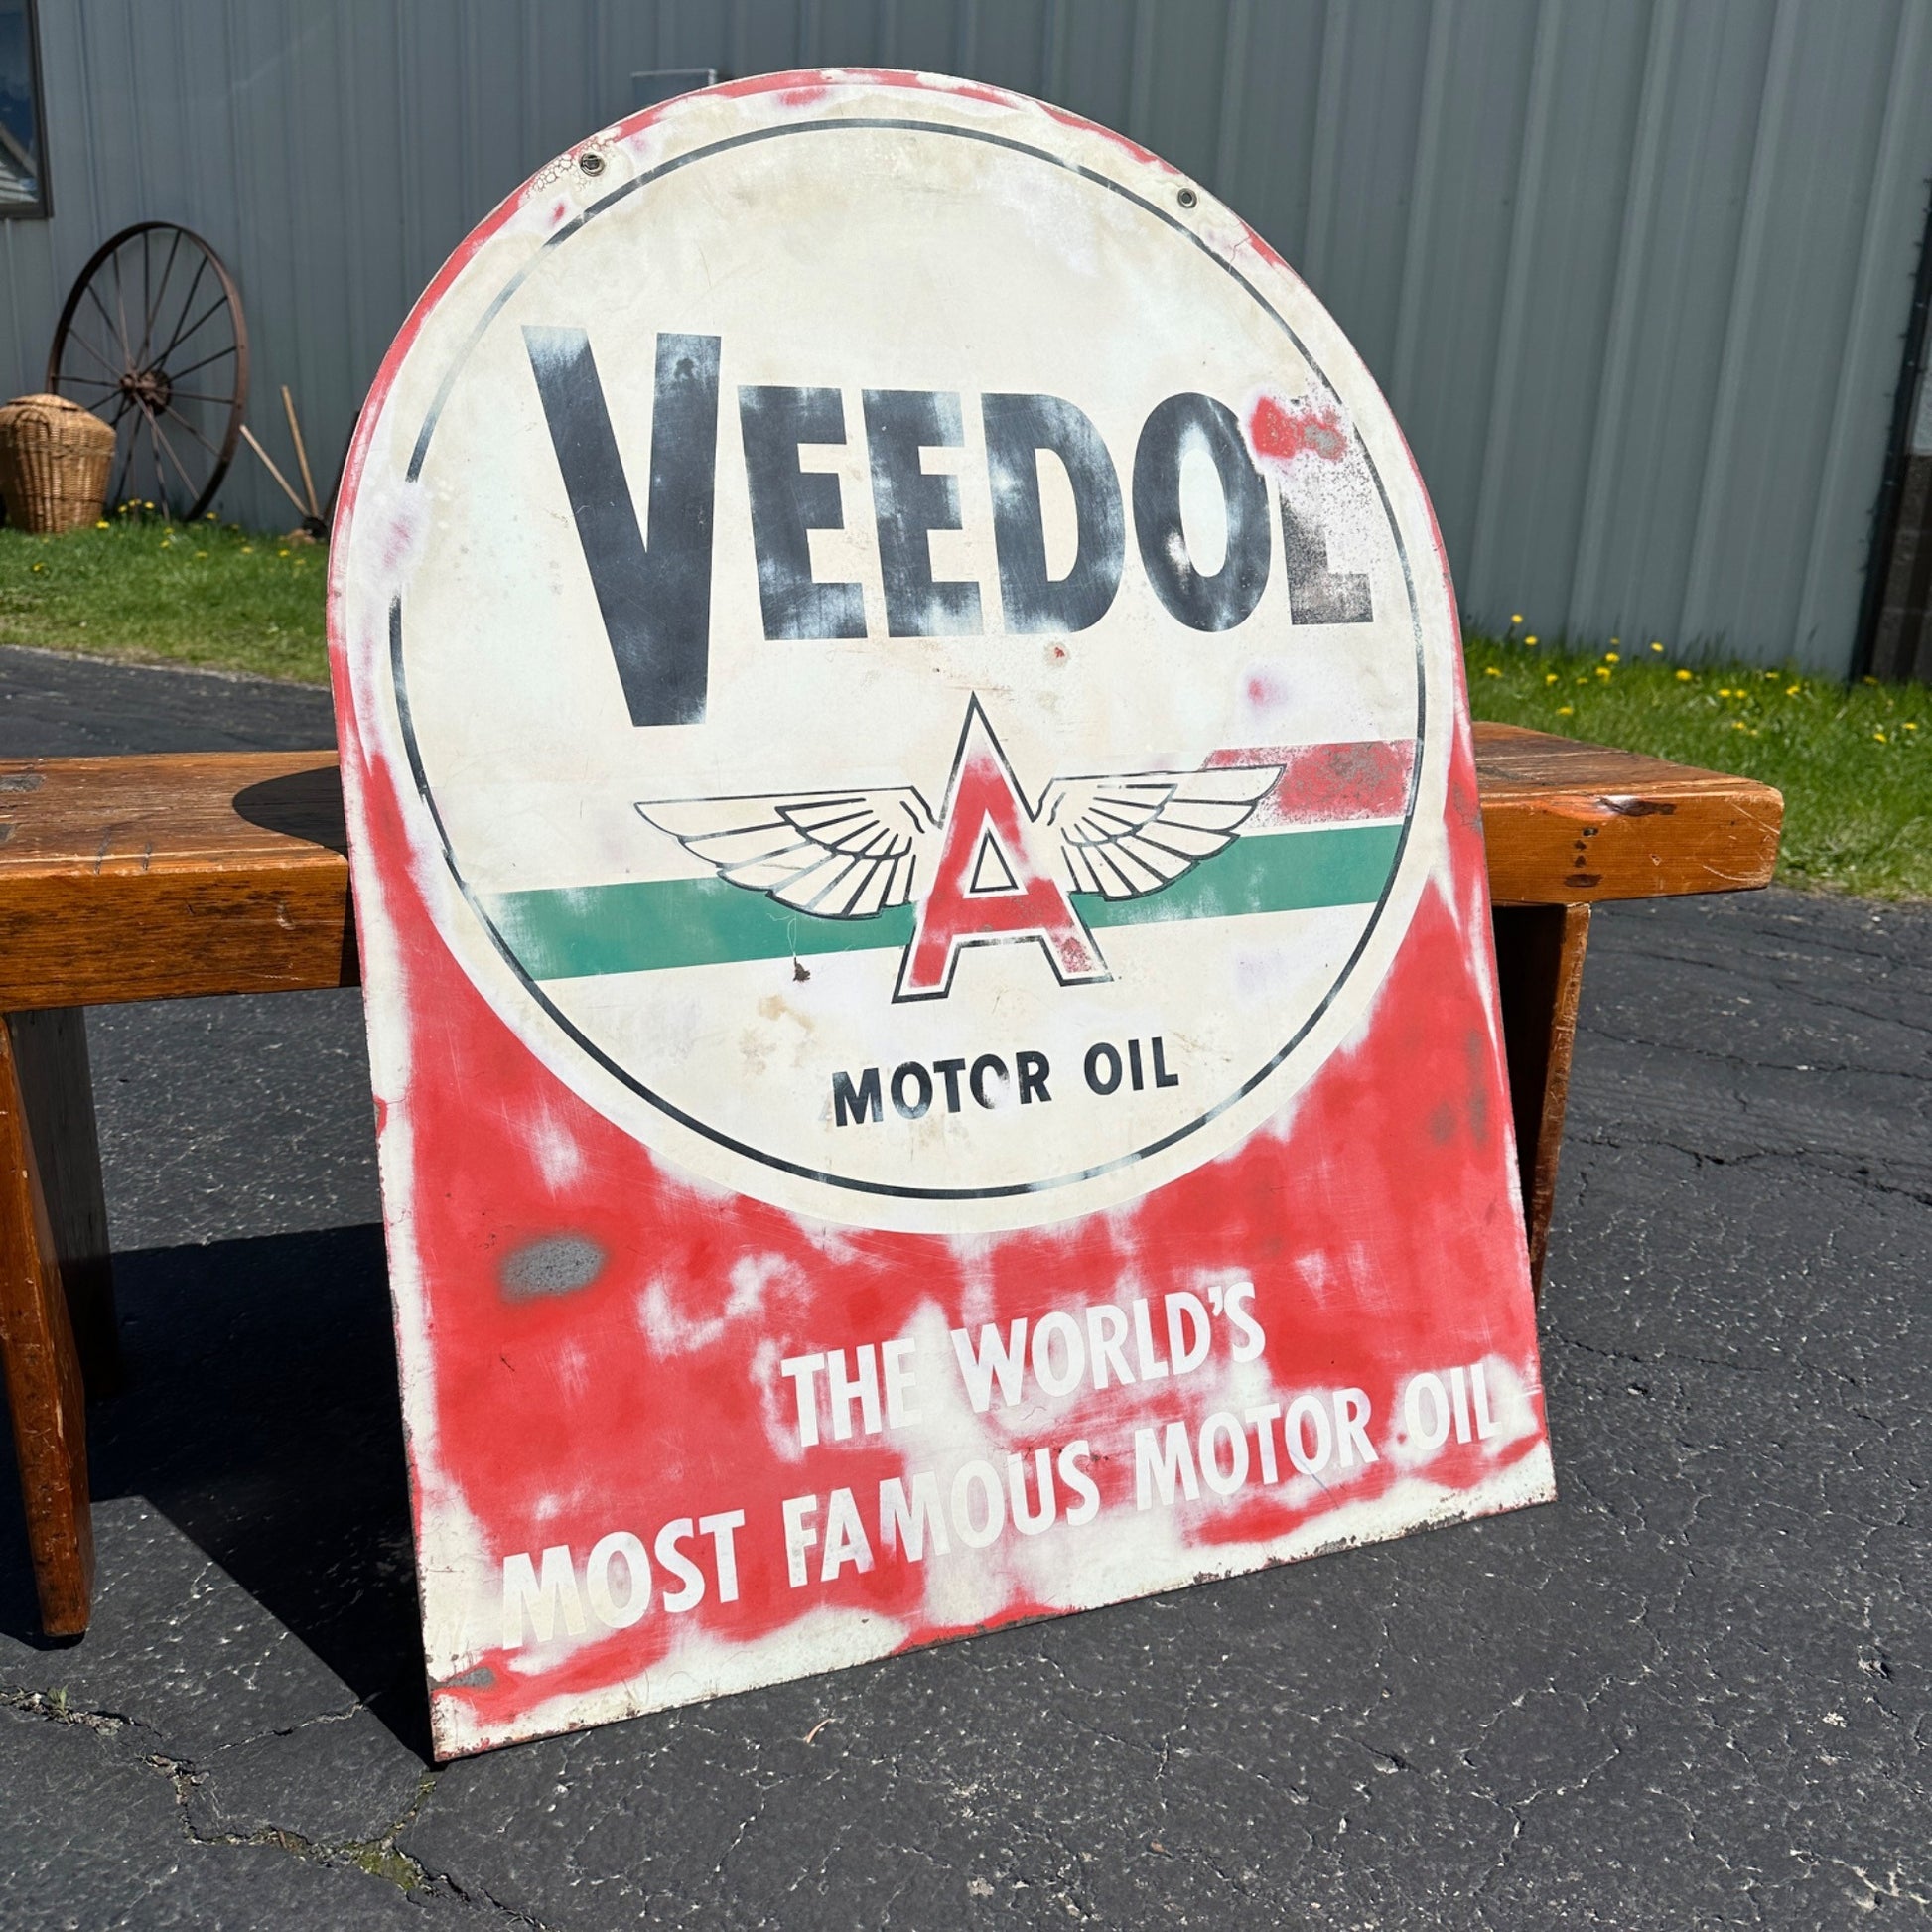 VEEDOL
A
MOTOR OIL
THE WORLD'S
MOST FAMOUS MOTOR OIL